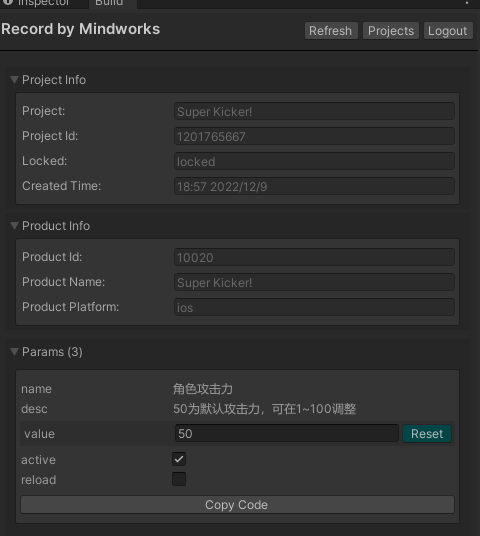 Inspector Build
Record by Mindworks Refresh Projects Logout
Project Info
Project: Super Kicker!
Project Id: 1201765667
Locked: locked
Created Time: 18:57 2022/12/9
Product Info
Product Id: 10020
Product Name: Super Kicker!
Product Platform: ios
Params (3)
name 角色攻击力
desc 50为默认攻击力，可在1~100调整
value 50 Reset
active
reload
Copy Code